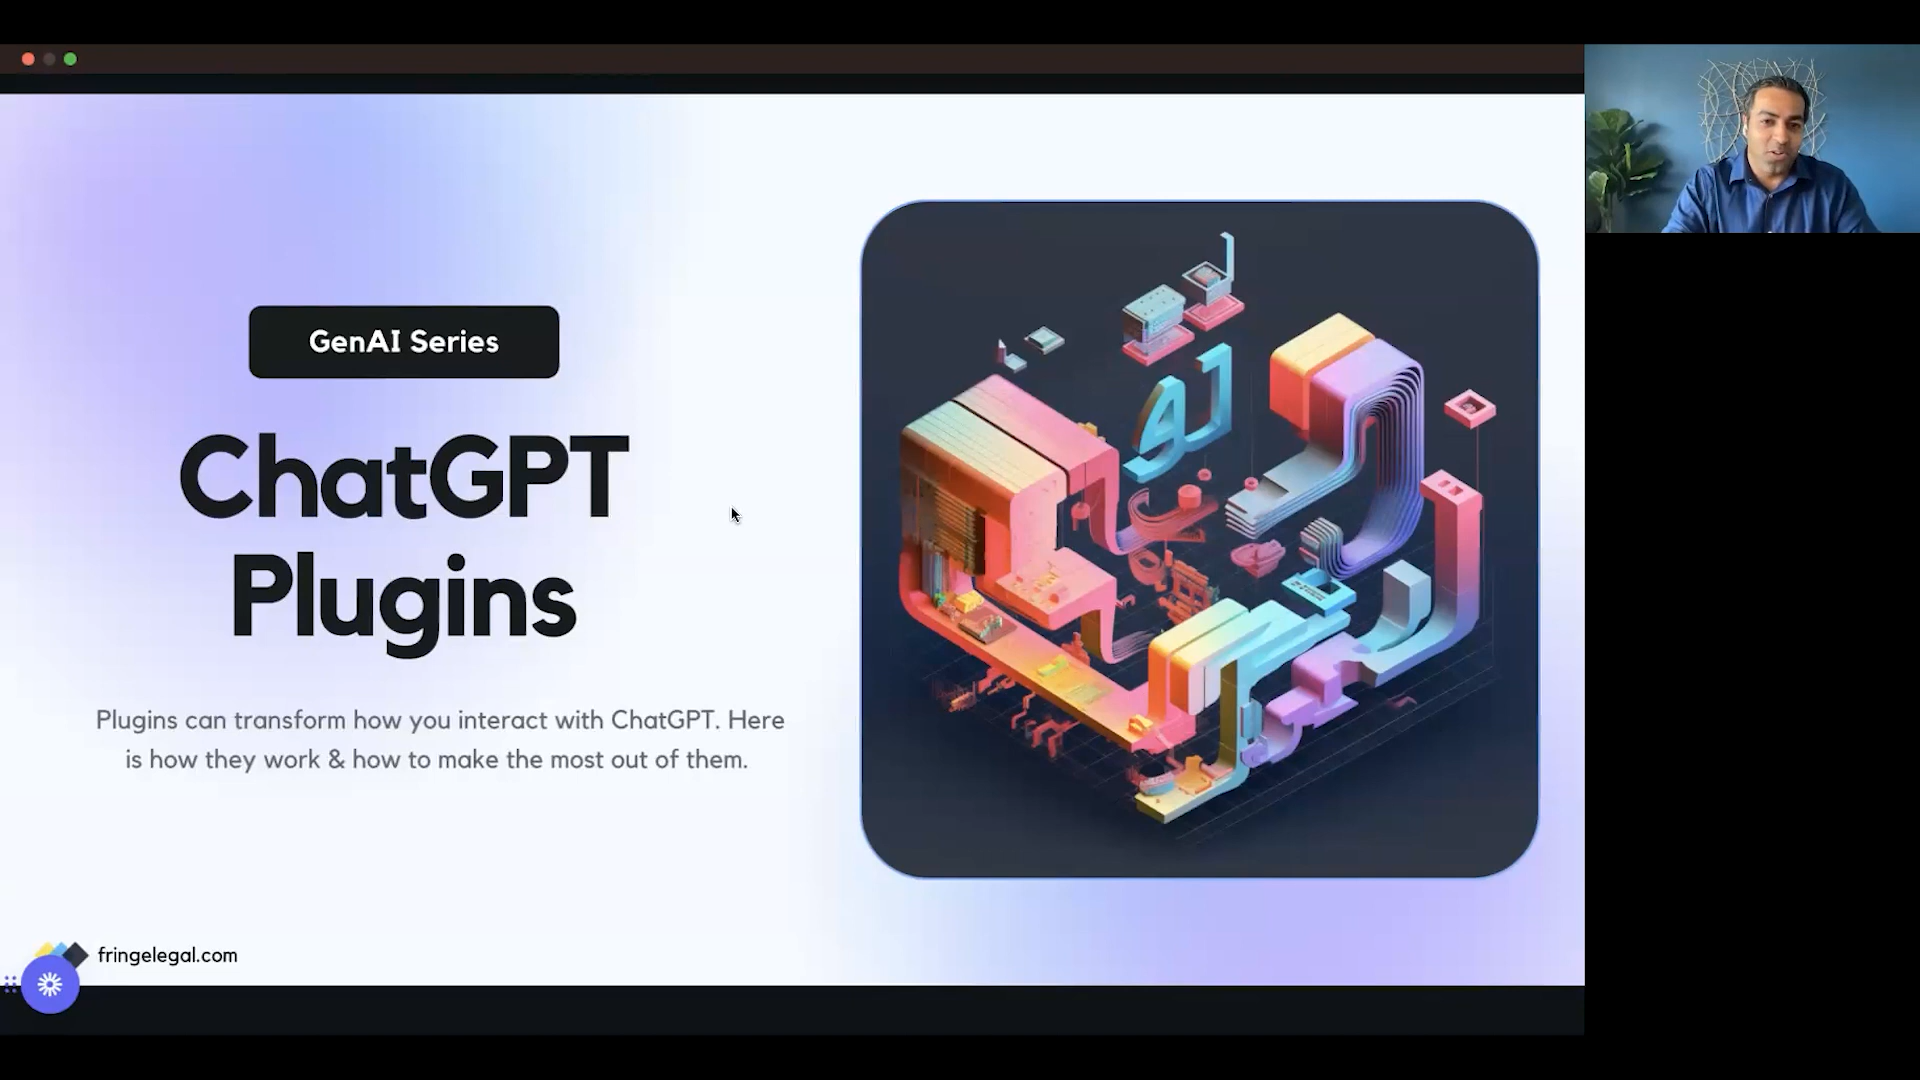 GenAI Series
ChatGPT
Plugins
Plugins can transform how you interact with ChatGPT. Here
is how they work & how to make the most out of them.
fringelegal.com